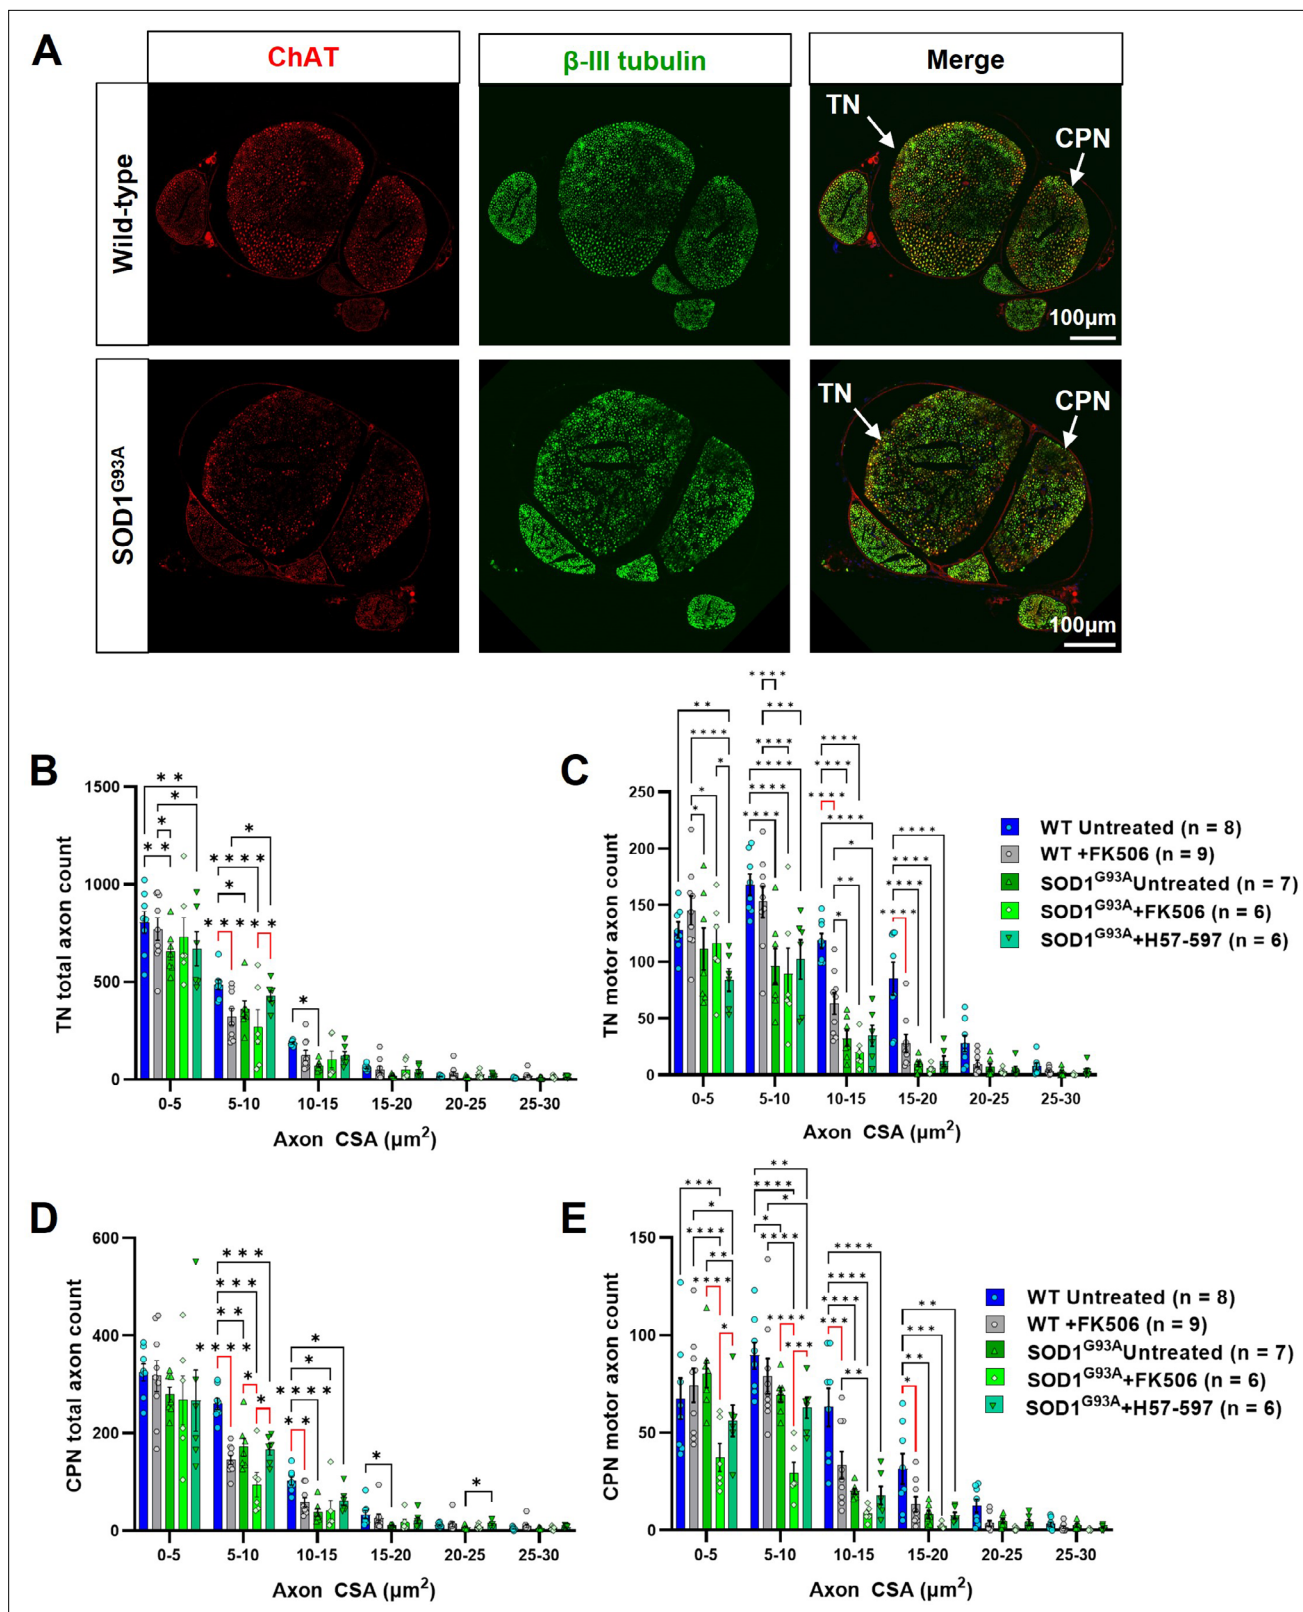 A
ChAT
β-III tubulin
Merge
Wild-type
TN
CPN
100µm
SOD1G93A
TN
CPN
100µm
B
TN total axon count
1500
1000
500
0
0-5
5-10
10-15
15-20
20-25
25-30
Axon CSA (µm²)
C
TN motor axon count
250
200
150
100
50
0
0-5
5-10
10-15
15-20
20-25
25-30
Axon CSA (µm²)
WT Untreated (n = 8)
WT +FK506 (n = 9)
SOD1G93A Untreated (n = 7)
SOD1G93A+FK506 (n = 6)
SOD1G93A+H57-597 (n = 6)
D
CPN total axon count
600
400
200
0
0-5
5-10
10-15
15-20
20-25
25-30
Axon CSA (µm²)
E
CPN motor axon count
150
100
50
0
0-5
5-10
10-15
15-20
20-25
25-30
Axon CSA (µm²)
WT Untreated (n = 8)
WT +FK506 (n = 9)
SOD1G93A Untreated (n = 7)
SOD1G93A+FK506 (n = 6)
SOD1G93A+H57-597 (n = 6)